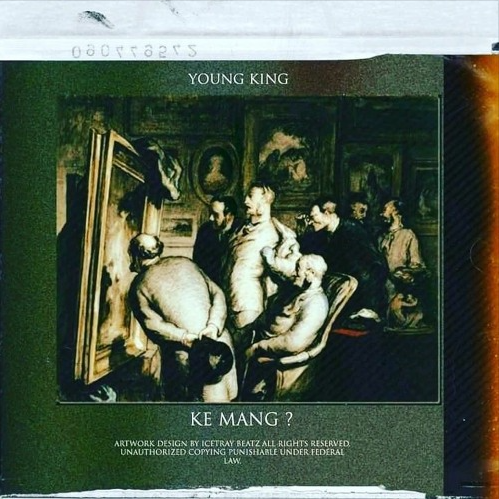 YOUNG KING
KE MANG ?
ARTWORK DESIGN BY ICETRAY BEATZ ALL RIGHTS RESERVED.
UNAUTHORIZED COPYING PUNISHABLE UNDER FEDERAL
LAW.